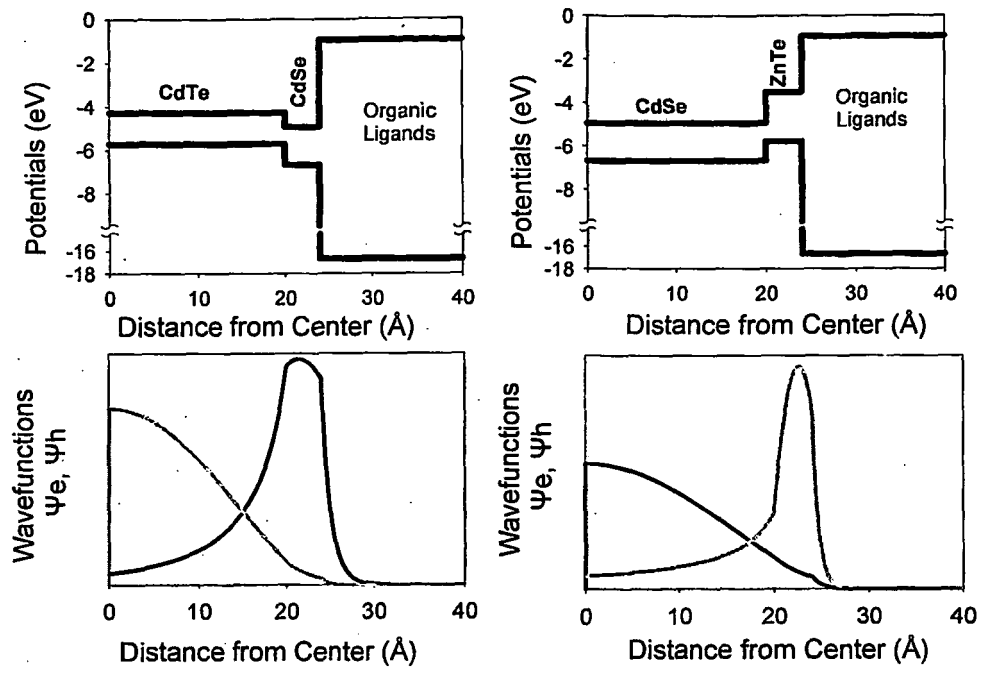 0
-2
-4
-6
-8
-16
-18
Potentials (eV)
CdTe
CdSe
Organic
Ligands
0 10 20 30 40
Distance from Center (Å)
0
-2
-4
-6
-8
-16
-18
Potentials (eV)
CdSe
ZnTe
Organic
Ligands
0 10 20 30 40
Distance from Center (Å)
Wavefunctions
Ψe, Ψh
0 10 20 30 40
Distance from Center (Å)
Wavefunctions
Ψe, Ψh
0 10 20 30 40
Distance from Center (Å)